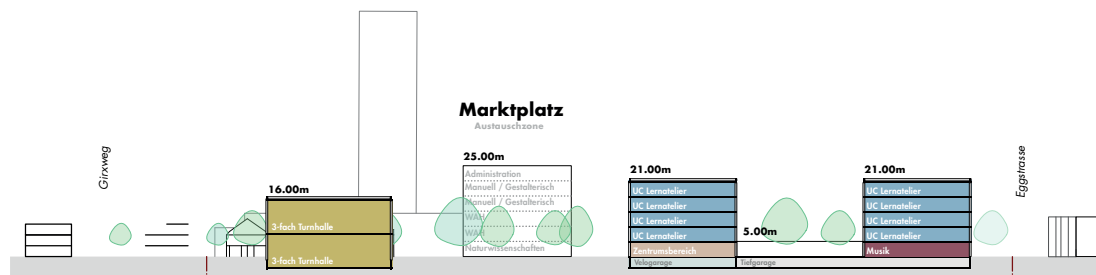 Marktplatz
Austauschzone
Girxweg
Eggstrasse
16.00m
3-fach Turnhalle
3-fach Turnhalle
25.00m
Administration
Manuell / Gestalterisch
Manuell / Gestalterisch
WAH
WAH
Naturwissenschaften
21.00m
UC Lernatelier
UC Lernatelier
UC Lernatelier
UC Lernatelier
Zentrumsbereich
Velogarage
5.00m
Tiefgarage
21.00m
UC Lernatelier
UC Lernatelier
UC Lernatelier
UC Lernatelier
Musik